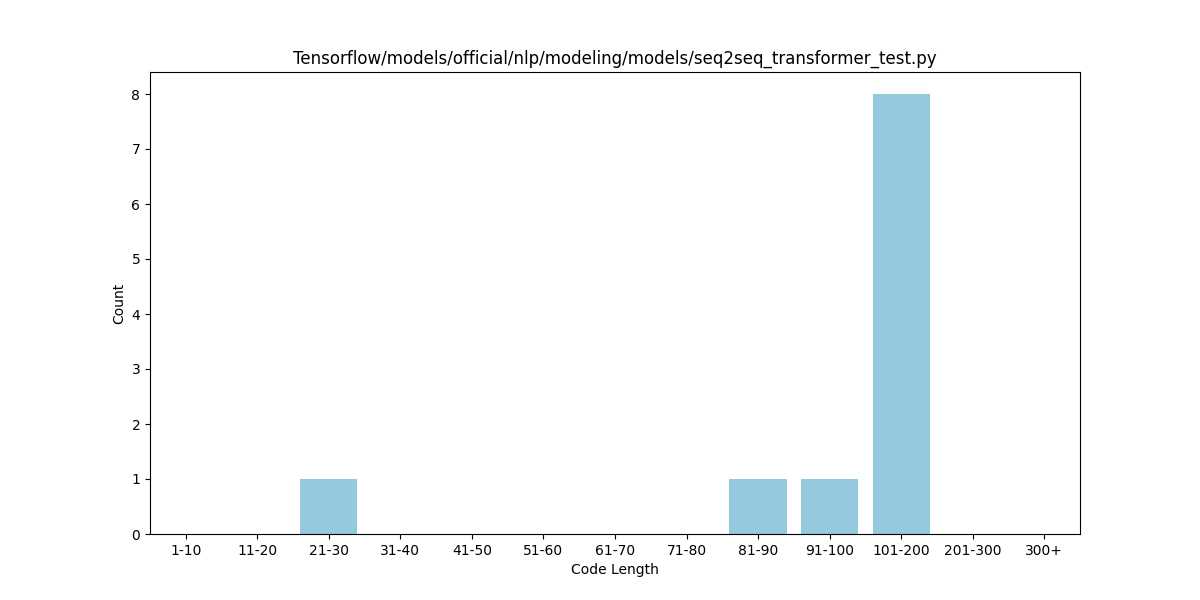 Tensorflow/models/official/nlp/modeling/models/seq2seq_transformer_test.py
8
7
6
5
4
3
2
1
0
Count
1-10 11-20 21-30 31-40 41-50 51-60 61-70 71-80 81-90 91-100 101-200 201-300 300+
Code Length